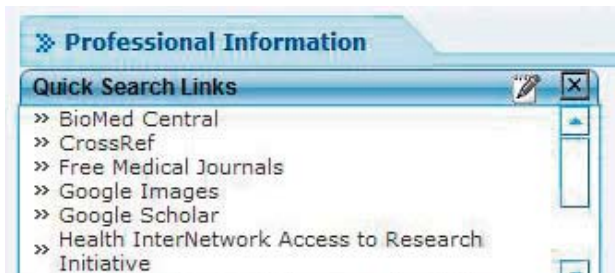 » Professional Information
Quick Search Links
» BioMed Central
» CrossRef
» Free Medical Journals
» Google Images
» Google Scholar
» Health InterNetwork Access to Research
Initiative